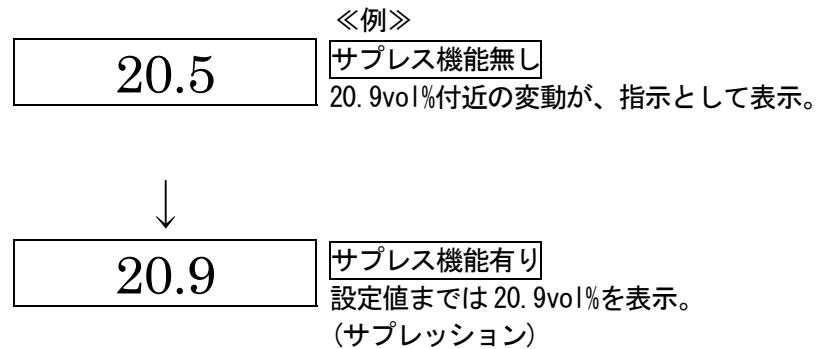 ≪例≫
20.5
サプレス機能無し
20.9vol%付近の変動が、指示として表示。
↓
20.9
サプレス機能有り
設定値までは 20.9vol%を表示。
(サプレッション)